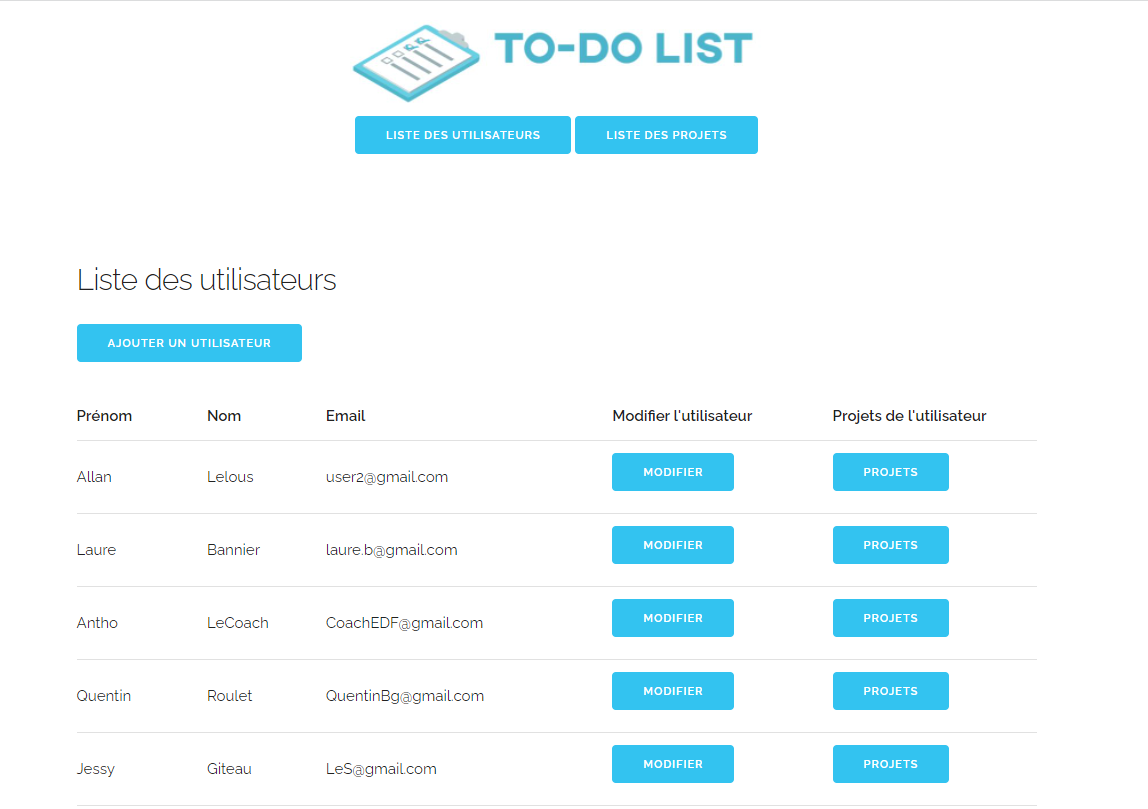 TO-DO LIST
LISTE DES UTILISATEURS LISTE DES PROJETS
Liste des utilisateurs
AJOUTER UN UTILISATEUR
Prénom Nom Email Modifier l'utilisateur Projets de l'utilisateur
Allan Lelous user2@gmail.com MODIFIER PROJETS
Laure Bannier laure.b@gmail.com MODIFIER PROJETS
Antho LeCoach CoachEDF@gmail.com MODIFIER PROJETS
Quentin Roulet QuentinBg@gmail.com MODIFIER PROJETS
Jessy Giteau LeS@gmail.com MODIFIER PROJETS